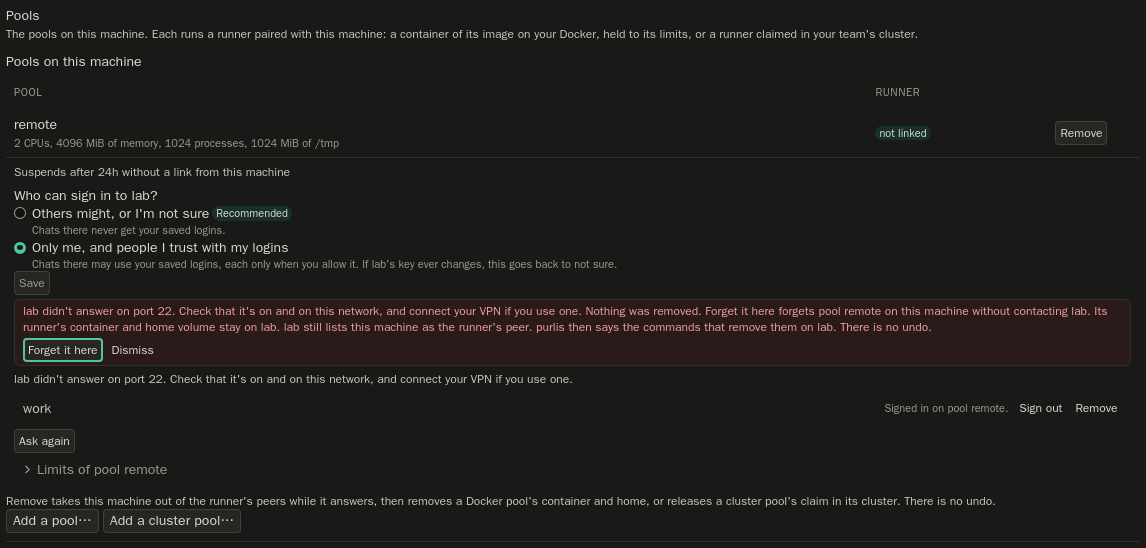 Pools
The pools on this machine. Each runs a runner paired with this machine: a container of its image on your Docker, held to its limits, or a runner claimed in your team's cluster.
Pools on this machine
POOL
RUNNER
remote
2 CPUs, 4096 MiB of memory, 1024 processes, 1024 MiB of /tmp
not linked
Remove
Suspends after 24h without a link from this machine
Who can sign in to lab?
Others might, or I'm not sure Recommended
Chats there never get your saved logins.
Only me, and people I trust with my logins
Chats there may use your saved logins, each only when you allow it. If lab's key ever changes, this goes back to not sure.
Save
lab didn't answer on port 22. Check that it's on and on this network, and connect your VPN if you use one. Nothing was removed. Forget it here forgets pool remote on this machine without contacting lab. Its
runner's container and home volume stay on lab. lab still lists this machine as the runner's peer. purlis then says the commands that remove them on lab. There is no undo.
Forget it here Dismiss
lab didn't answer on port 22. Check that it's on and on this network, and connect your VPN if you use one.
work
Signed in on pool remote. Sign out Remove
Ask again
Limits of pool remote
Remove takes this machine out of the runner's peers while it answers, then removes a Docker pool's container and home, or releases a cluster pool's claim in its cluster. There is no undo.
Add a pool··· Add a cluster pool···